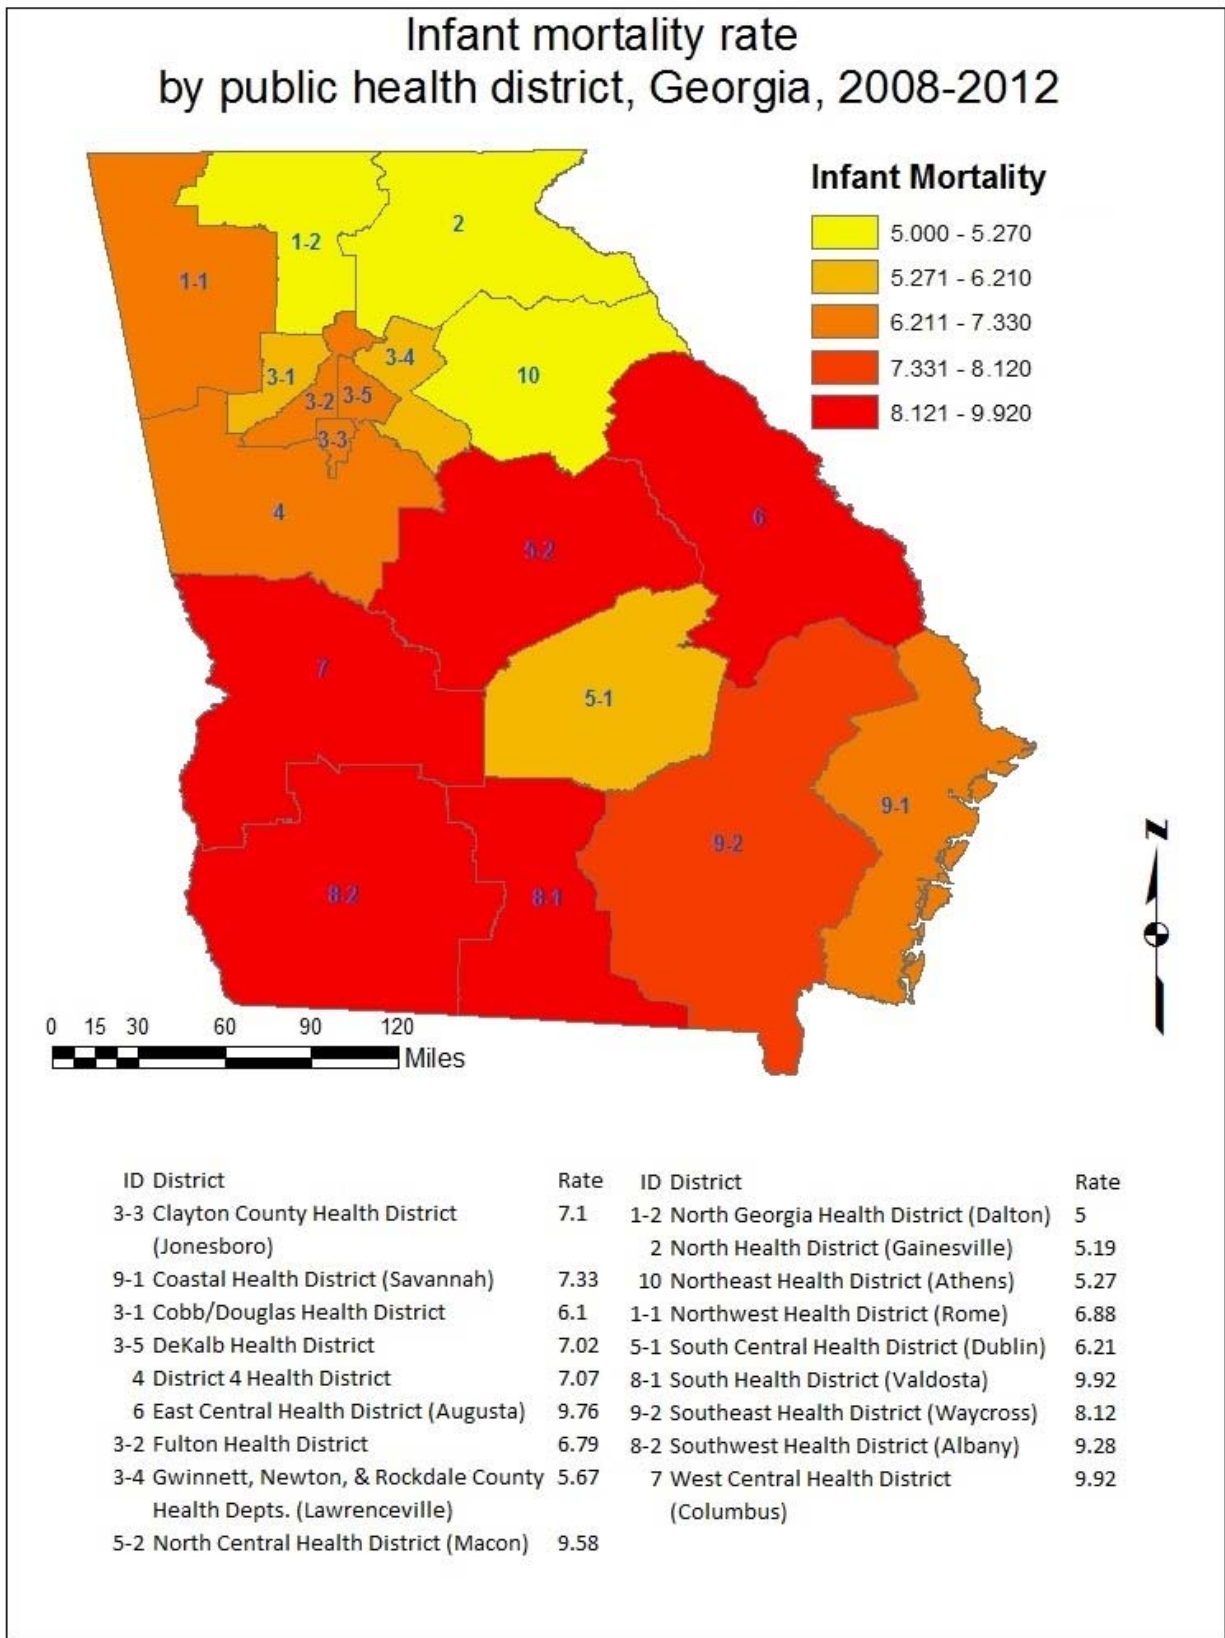 Infant mortality rate
by public health district, Georgia, 2008-2012
Infant Mortality
5.000 - 5.270
5.271 - 6.210
6.211 - 7.330
7.331 - 8.120
8.121 - 9.920
1-2
2
1-1
3-4
3-1
10
3-2
3-5
3-3
4
6
5-2
7
5-1
9-1
9-2
8-2
8-1
N
0 15 30 60 90 120
Miles
ID District Rate
3-3 Clayton County Health District 7.1
(Jonesboro)
9-1 Coastal Health District (Savannah) 7.33
3-1 Cobb/Douglas Health District 6.1
3-5 DeKalb Health District 7.02
4 District 4 Health District 7.07
6 East Central Health District (Augusta) 9.76
3-2 Fulton Health District 6.79
3-4 Gwinnett, Newton, & Rockdale County 5.67
Health Depts. (Lawrenceville)
5-2 North Central Health District (Macon) 9.58
ID District Rate
1-2 North Georgia Health District (Dalton) 5
2 North Health District (Gainesville) 5.19
10 Northeast Health District (Athens) 5.27
1-1 Northwest Health District (Rome) 6.88
5-1 South Central Health District (Dublin) 6.21
8-1 South Health District (Valdosta) 9.92
9-2 Southeast Health District (Waycross) 8.12
8-2 Southwest Health District (Albany) 9.28
7 West Central Health District 9.92
(Columbus)